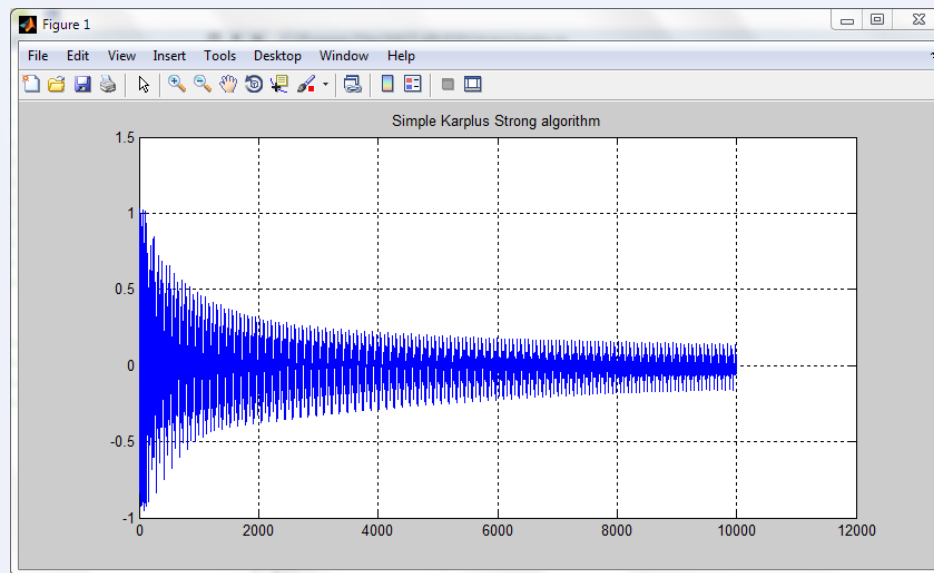 Figure 1
File Edit View Insert Tools Desktop Window Help
Simple Karplus Strong algorithm
1.5
1
0.5
0
-0.5
-1
0 2000 4000 6000 8000 10000 12000